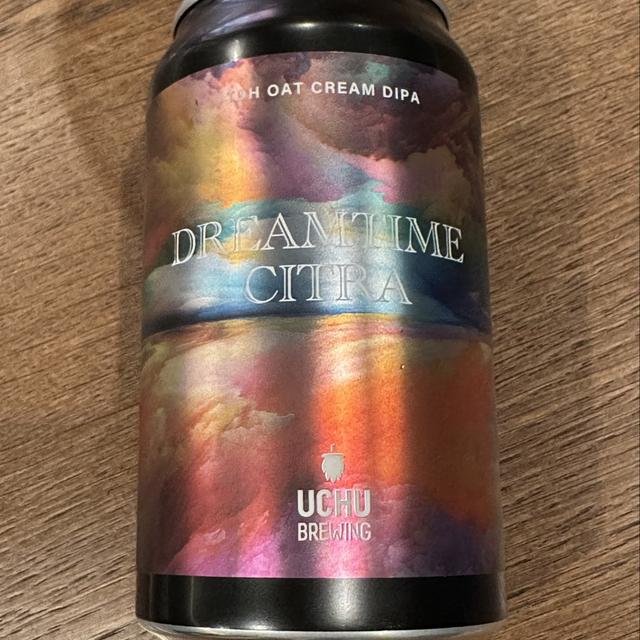 OAT CREAM DIPA
DREAMTIME
CITRA
UCHU
BREWING